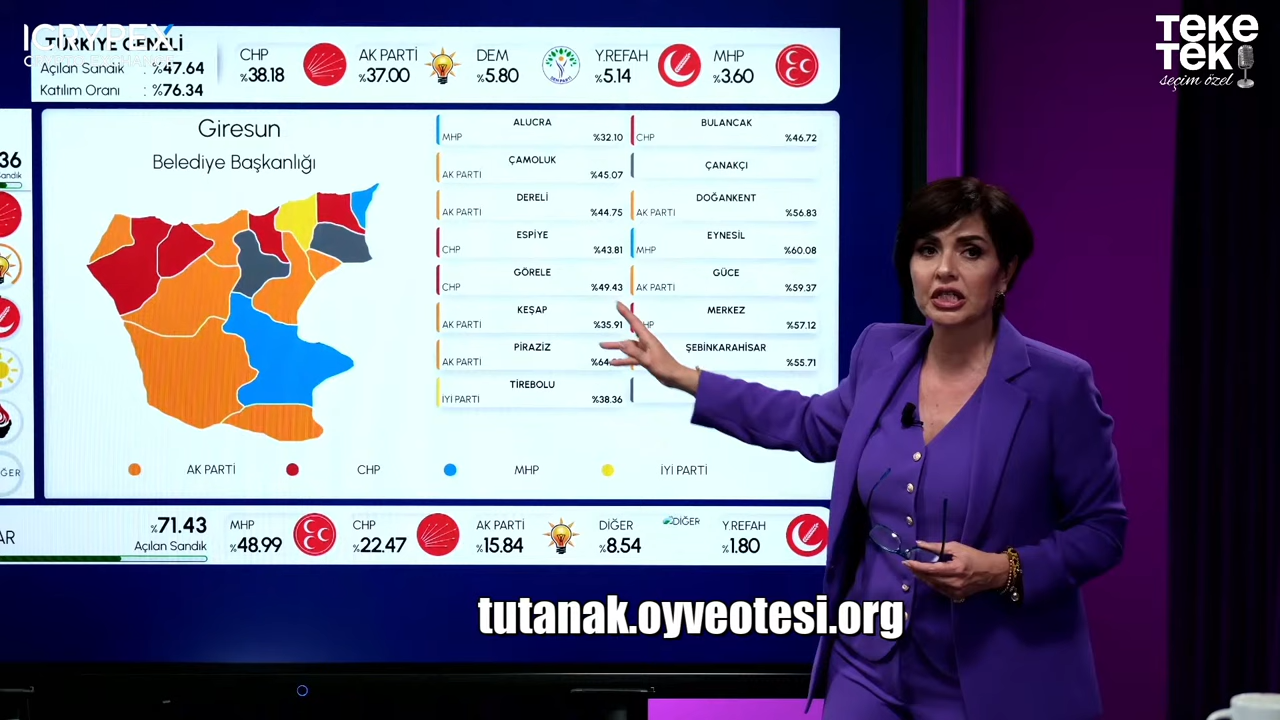 IGRYPEX
TÜRKİYE GENELİ
Açılan Sandık : %47.64
Katılım Oranı : %76.34
CHP
%38.18
AK PARTİ
%37.00
DEM
%5.80
Y.REFAH
%5.14
MHP
%3.60
TEKE
TEK
seçim özel
Giresun
Belediye Başkanlığı
36
ALUCRA
MHP %32.10
BULANCAK
CHP %46.72
ÇAMOLUK
AK PARTİ %45.07
ÇANAKÇI
DERELİ
AK PARTİ %44.75
DOĞANKENT
AK PARTİ %56.83
ESPİYE
CHP %43.81
EYNESİL
MHP %60.08
GÖRELE
CHP %49.43
GÜCE
AK PARTİ %59.37
KEŞAP
AK PARTİ %35.91
MERKEZ
%57.12
PİRAZİZ
AK PARTİ
ŞEBİNKARAHİSAR
%55.71
TİREBOLU
İYİ PARTİ %38.36
AK PARTİ
CHP
MHP
İYİ PARTİ
AR
%71.43
Açılan Sandık
MHP
%48.99
CHP
%22.47
AK PARTİ
%15.84
DİĞER
%8.54
DİĞER
Y.REFAH
%1.80
tutanak.oyveotesi.org